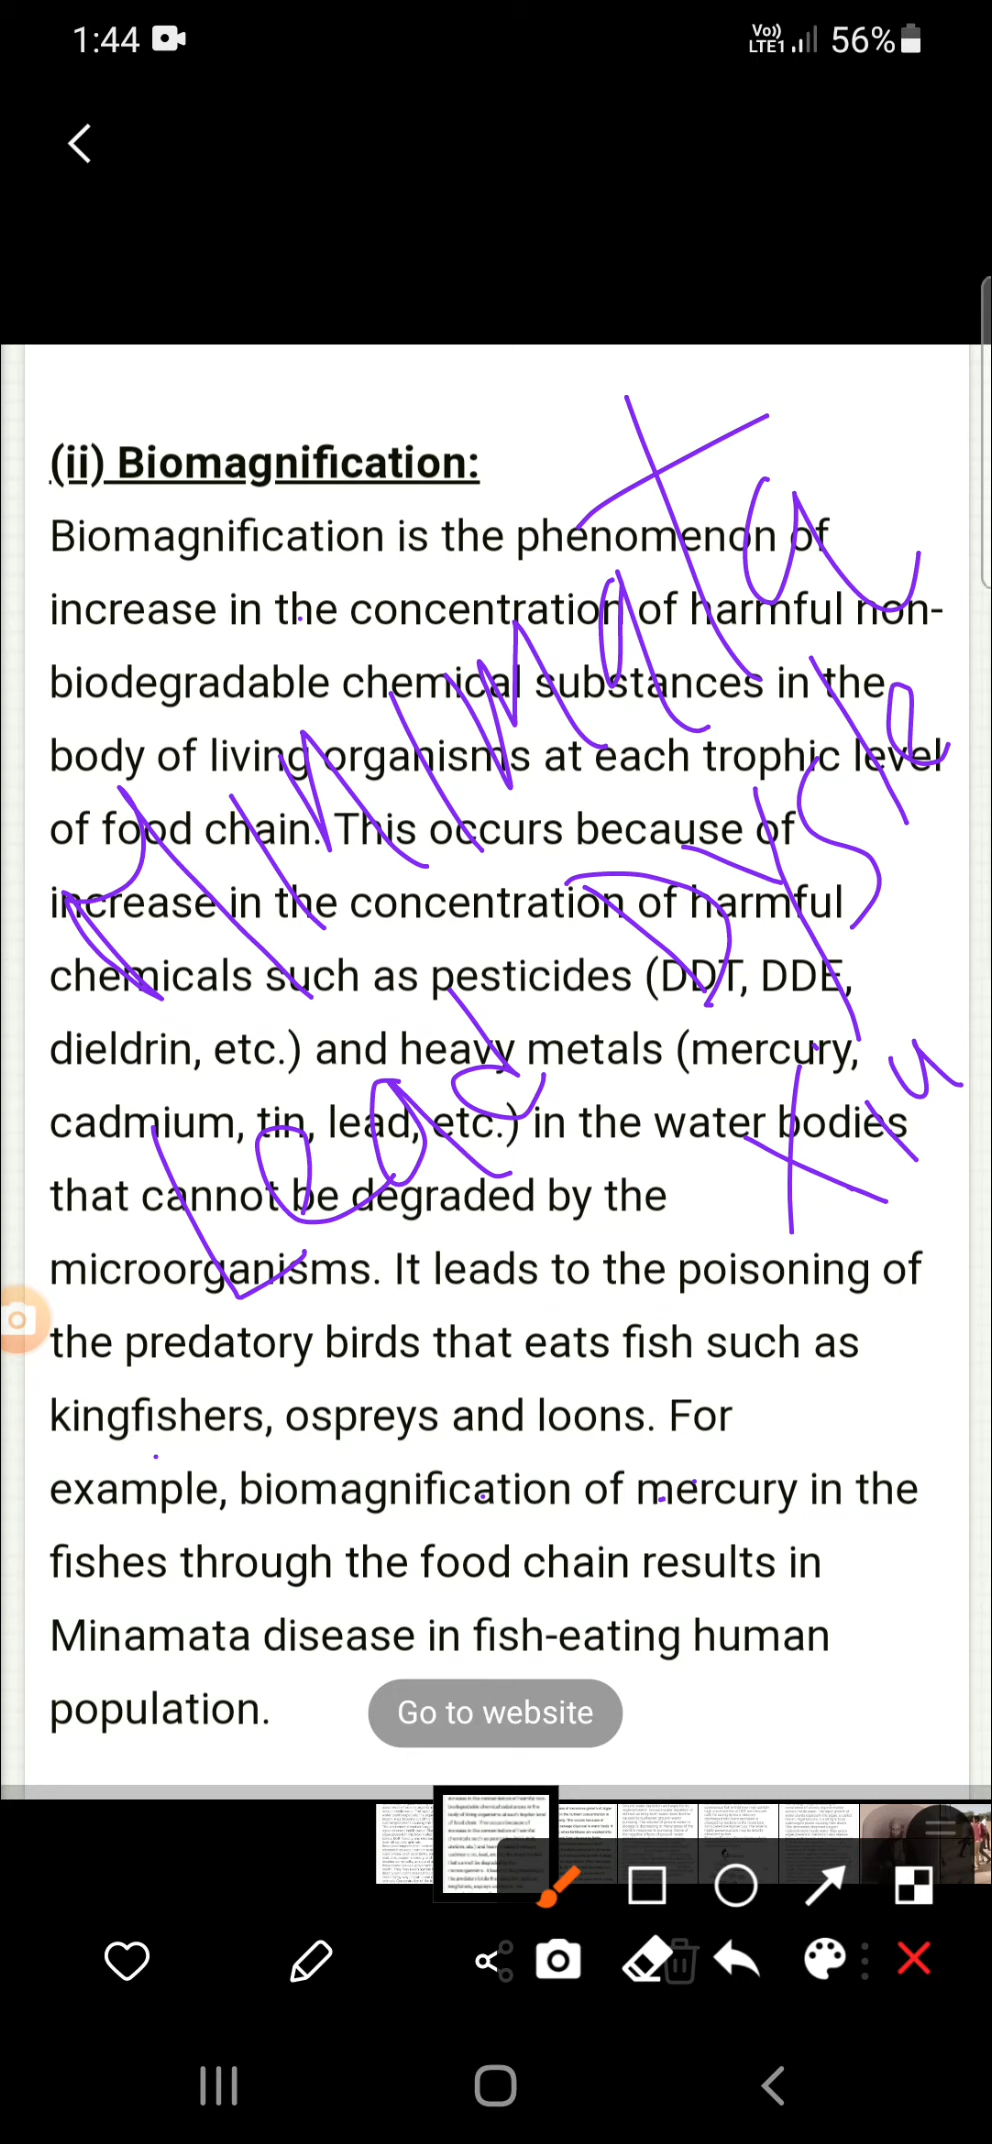 1:44
Vo))
LTE1
56%
(ii) Biomagnification:
Biomagnification is the phenomenon of
increase in the concentration of harmful non-
biodegradable chemical substances in the
body of living organisms at each trophic level
of food chain. This occurs because of
increase in the concentration of harmful
chemicals such as pesticides (DDT, DDE,
dieldrin, etc.) and heavy metals (mercury,
cadmium, tin, lead, etc.) in the water bodies
that cannot be degraded by the
microorganisms. It leads to the poisoning of
the predatory birds that eats fish such as
kingfishers, ospreys and loons. For
example, biomagnification of mercury in the
fishes through the food chain results in
Minamata disease in fish-eating human
population.
Go to website
Lead